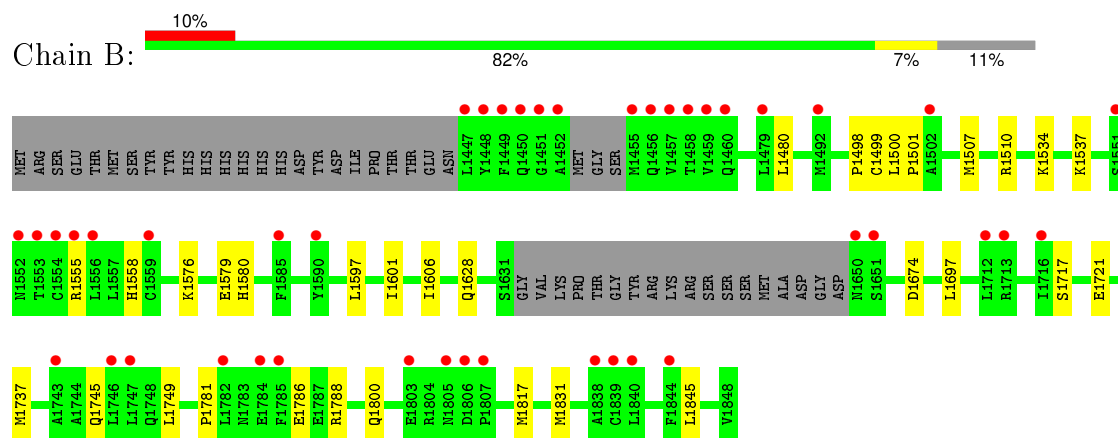 10%
Chain B:
82% 7% 11%
MET ARG SER GLU THR MET SER TYR TYR HIS HIS HIS HIS HIS HIS ASP TYR ASP ILE PRO THR THR GLU ASN L1447 Y1448 F1449 Q1450 G1451 A1452 MET GLY SER M1455 Q1456 V1457 T1458 V1459 Q1460 L1479 L1480 M1492 P1498 C1499 L1500 P1501 A1502 M1507 R1510 K1534 K1537 S1551
N1552 T1553 C1554 R1555 L1556 L1557 H1558 C1559 K1576 E1579 H1580 F1585 Y1590 L1597 I1601 I1606 Q1628 S1631 GLY VAL LYS PRO THR GLY TYR ARG LYS ARG SER SER SER MET ALA ASP GLY ASP N1650 S1651 D1674 L1697 L1712 R1713 I1716 S1717 E1721
M1737 A1743 A1744 Q1745 L1746 L1747 Q1748 L1749 P1781 L1782 N1783 E1784 F1785 E1786 E1787 R1788 Q1800 E1803 R1804 N1805 D1806 P1807 M1817 M1831 A1838 C1839 L1840 F1844 L1845 V1848